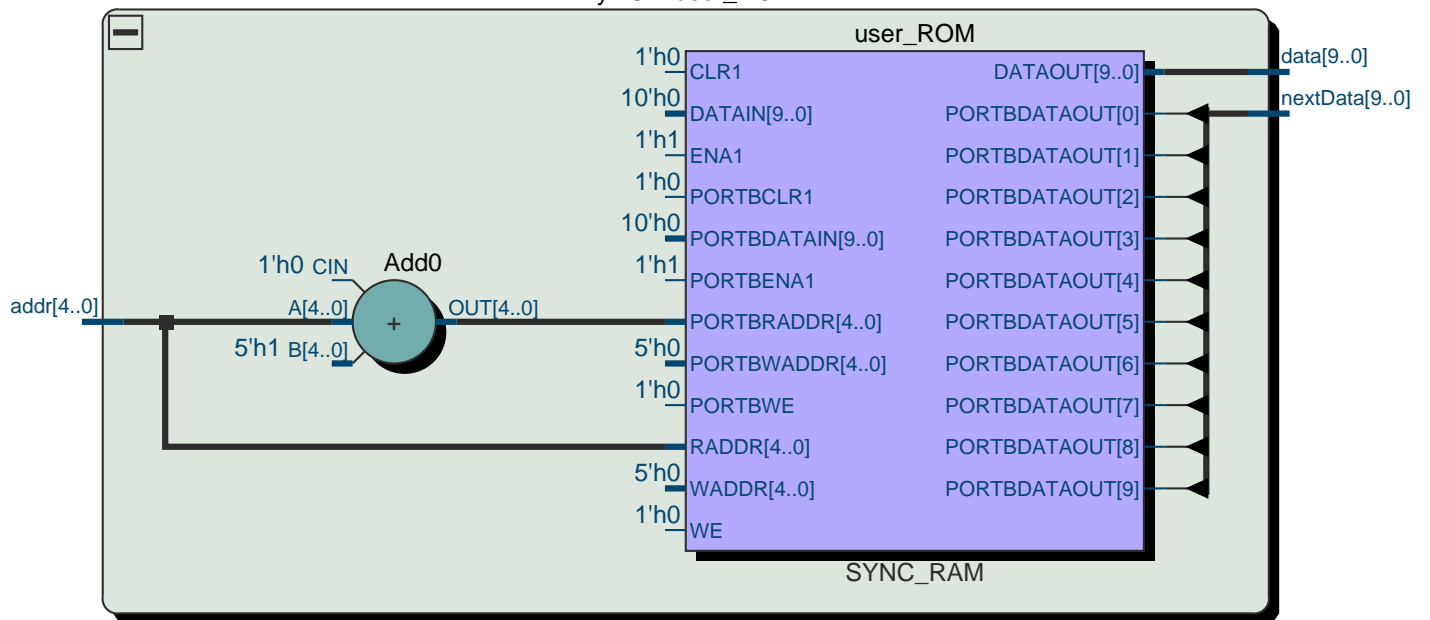 user_ROM
1'h0
CLR1
DATAOUT[9..0]
data[9..0]
10'h0
DATAIN[9..0]
PORTBDATAOUT[0]
nextData[9..0]
1'h1
ENA1
PORTBDATAOUT[1]
1'h0
PORTBCLR1
PORTBDATAOUT[2]
10'h0
PORTBDATAIN[9..0]
PORTBDATAOUT[3]
1'h0 CIN
Add0
1'h1
PORTBENA1
PORTBDATAOUT[4]
addr[4..0]
A[4..0]
+
OUT[4..0]
PORTBRADDR[4..0]
PORTBDATAOUT[5]
5'h1 B[4..0]
5'h0
PORTBWADDR[4..0]
PORTBDATAOUT[6]
1'h0
PORTBWE
PORTBDATAOUT[7]
RADDR[4..0]
PORTBDATAOUT[8]
5'h0
WADDR[4..0]
PORTBDATAOUT[9]
1'h0
WE
SYNC_RAM